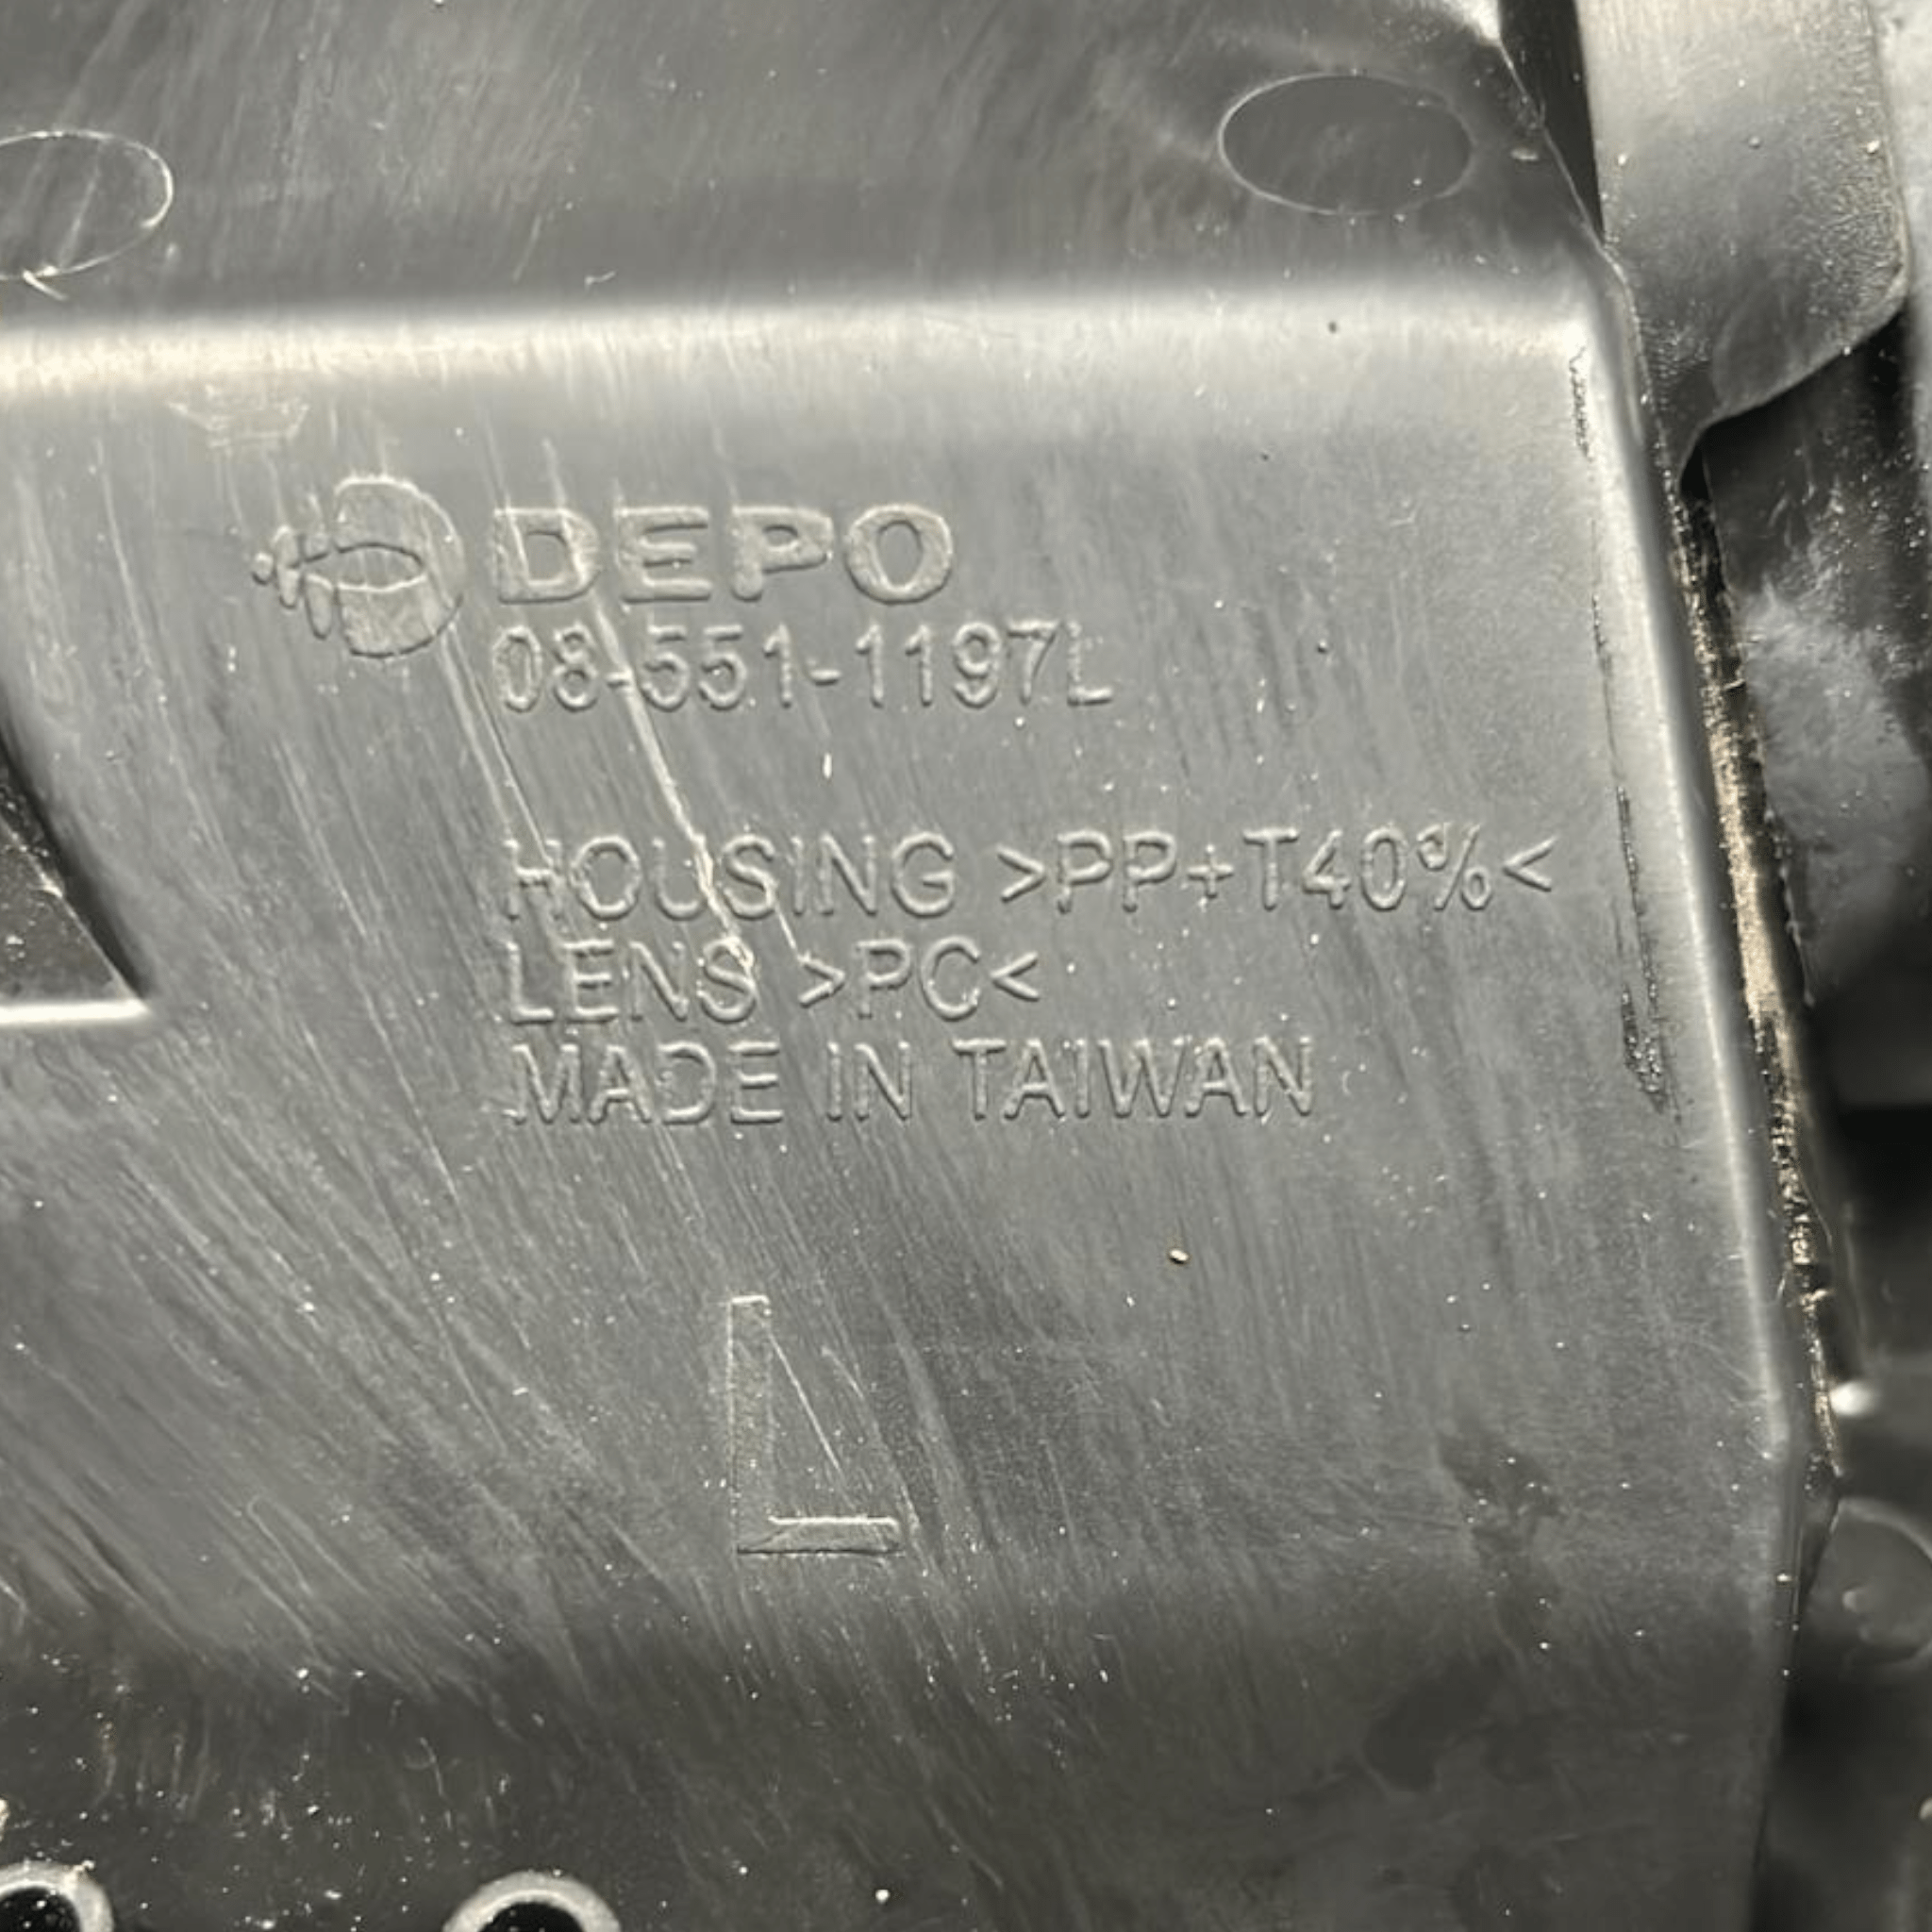 DEPO
08-551-1197L
HOUSING >PP+T40%<
LENS >PC<
MADE IN TAIWAN
L